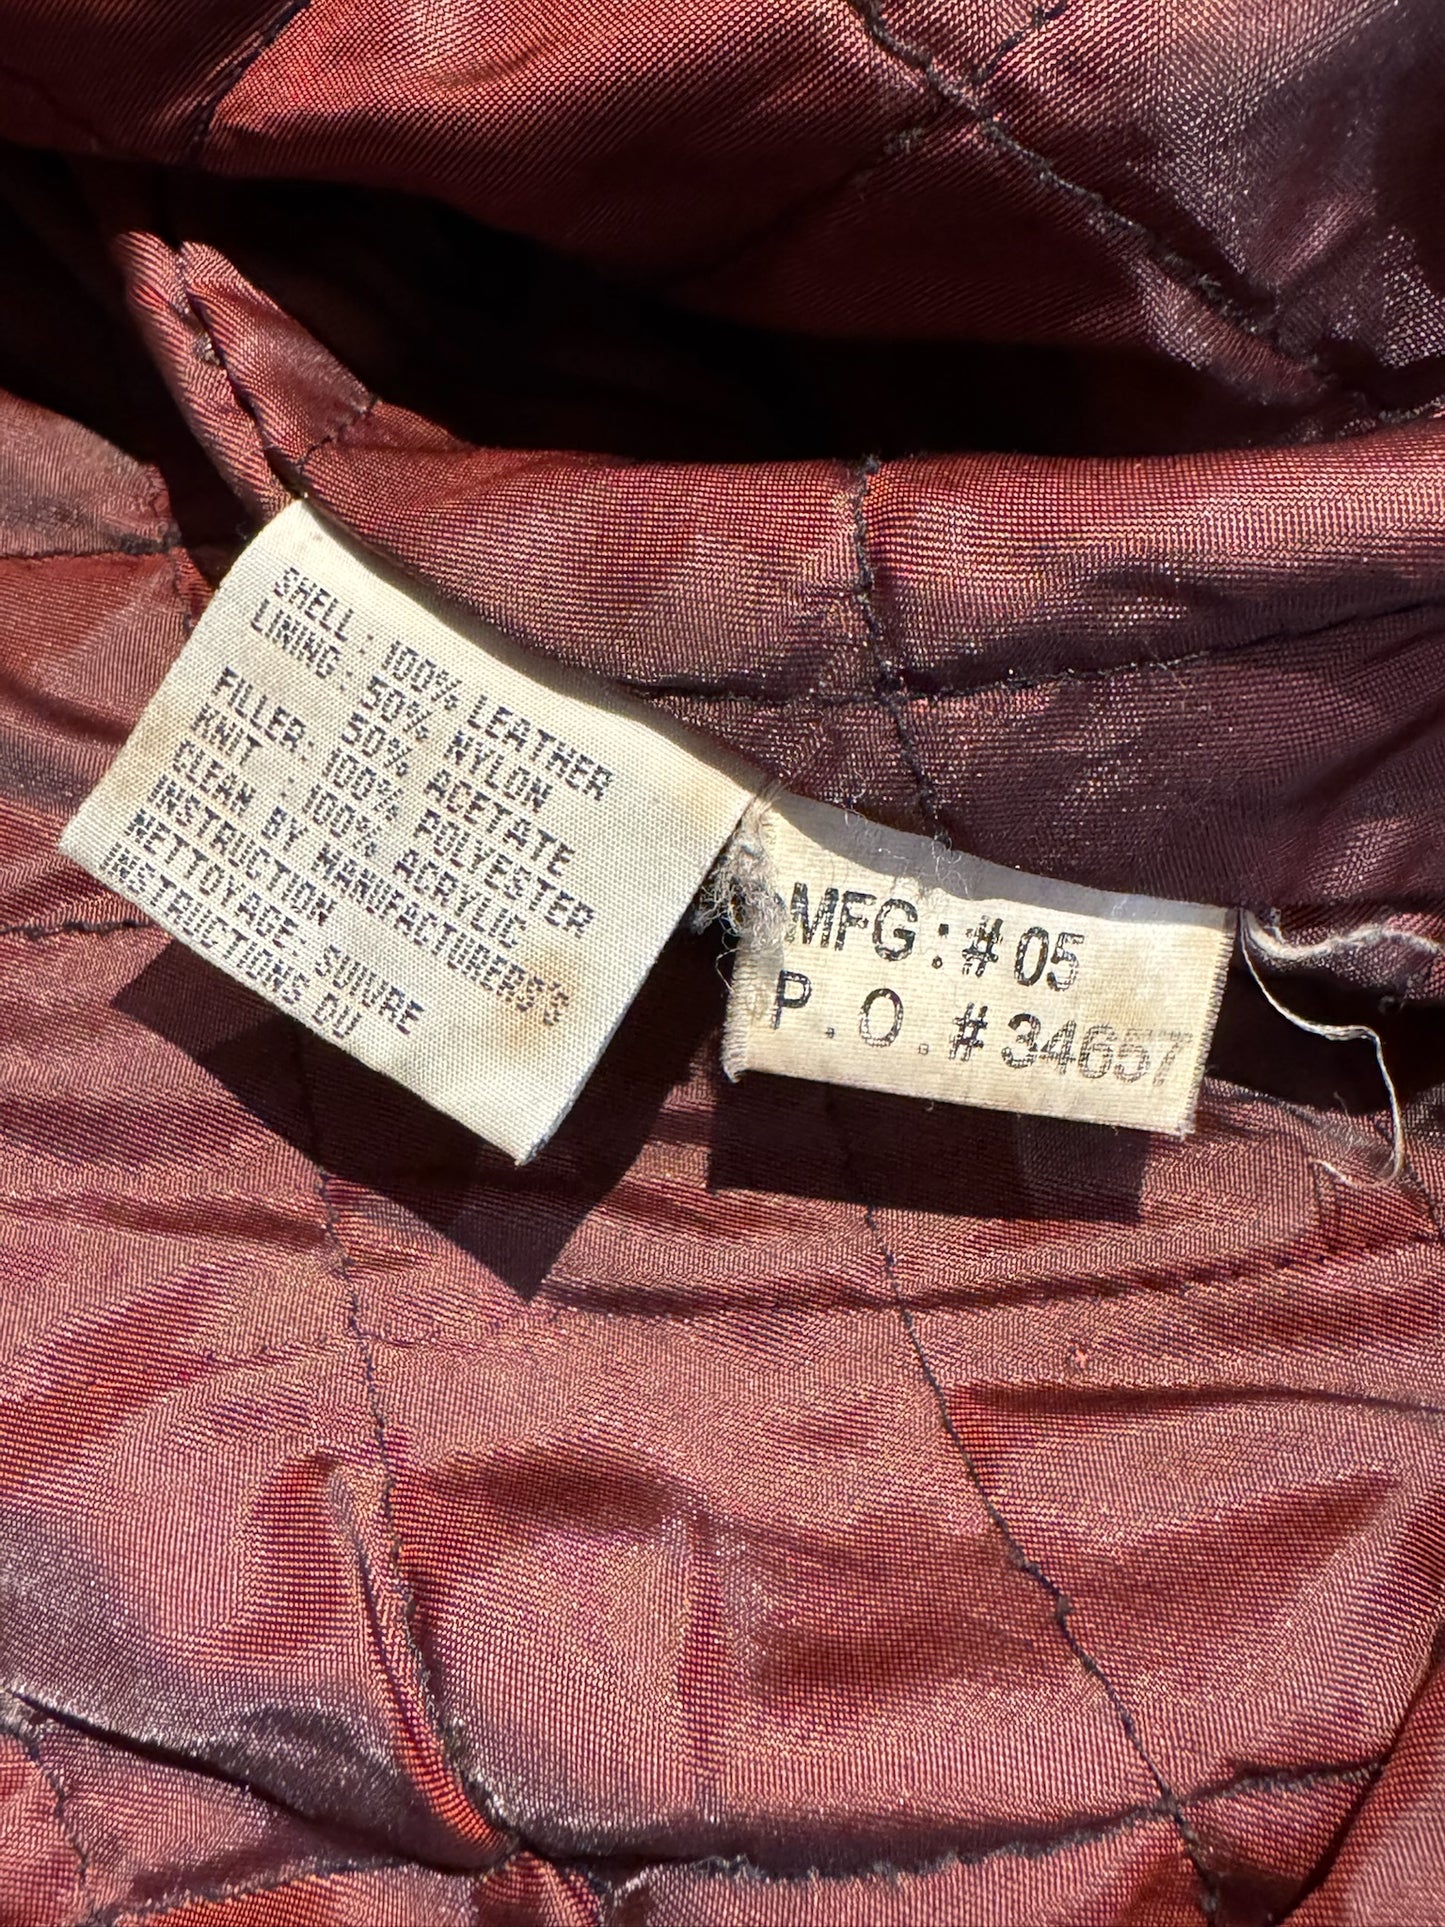 SHELL : 100% LEATHER
LINING : 50% NYLON
50% ACETATE
FILLER : 100% POLYESTER
KNIT : 100% ACRYLIC
CLEAN BY MANUFACTURERS'S
INSTRUCTION
NETTOYAGE: SUIVRE
INSTRUCTIONS DU
MFG : # 05
P.O. # 34657